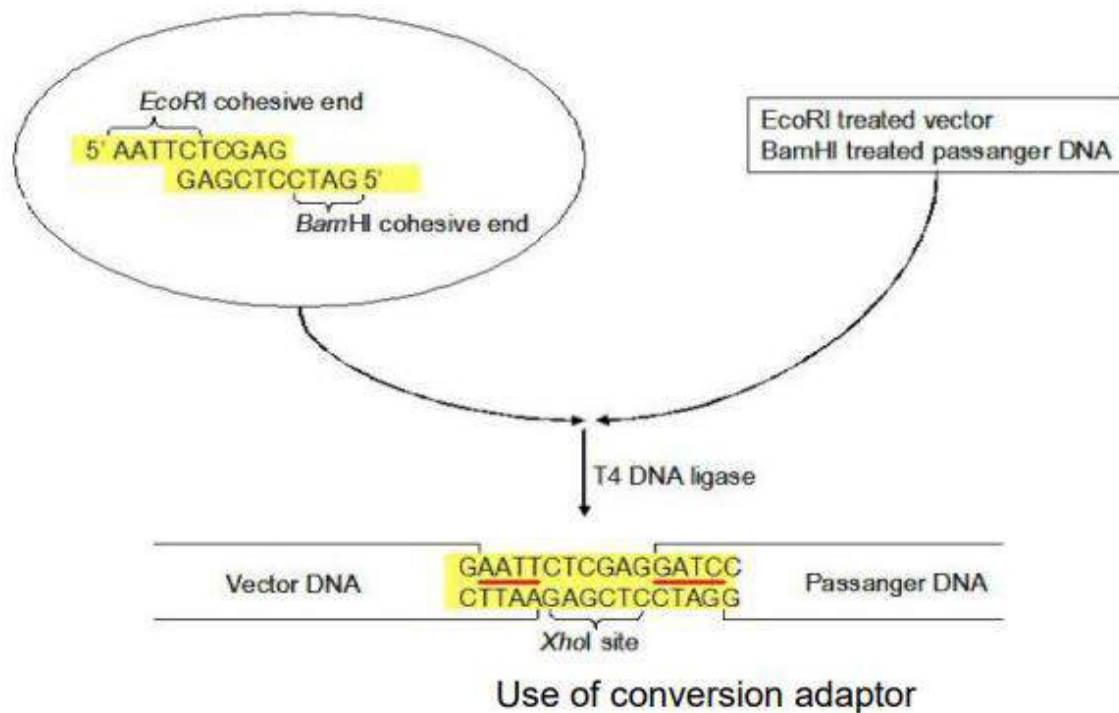 EcoRI cohesive end
5' AATTCTCGAG
GAGCTCCTAG 5'
BamHI cohesive end
EcoRI treated vector
BamHI treated passanger DNA
T4 DNA ligase
GAATTCTCGAGGATCC
Vector DNA
Passanger DNA
CTTAAGAGCTCCTAGG
XhoI site
Use of conversion adaptor